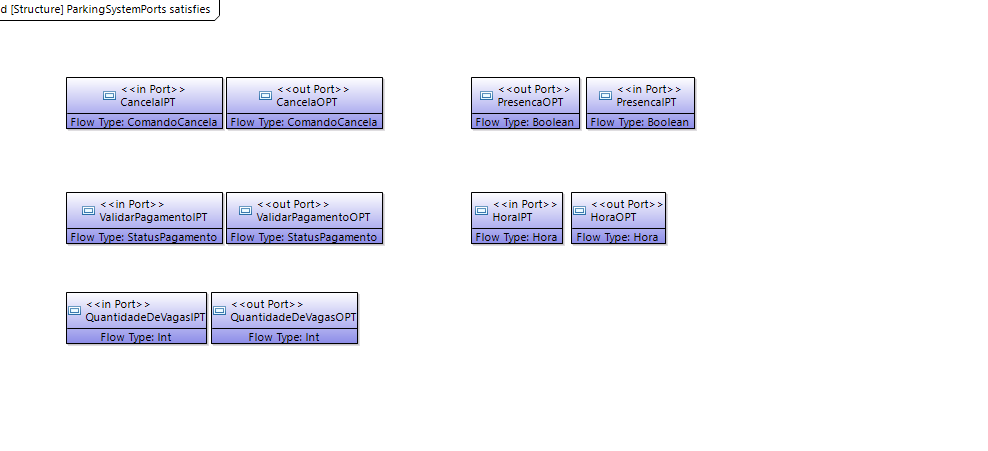 d [Structure] ParkingSystemPorts satisfies
<<in Port>>
CancelaIPT
Flow Type: ComandoCancela
<<out Port>>
CancelaOPT
Flow Type: ComandoCancela
<<out Port>>
PresencaOPT
Flow Type: Boolean
<<in Port>>
PresencaIPT
Flow Type: Boolean
<<in Port>>
ValidarPagamentoIPT
Flow Type: StatusPagamento
<<out Port>>
ValidarPagamentoOPT
Flow Type: StatusPagamento
<<in Port>>
HoraIPT
Flow Type: Hora
<<out Port>>
HoraOPT
Flow Type: Hora
<<in Port>>
QuantidadeDeVagasIPT
Flow Type: Int
<<out Port>>
QuantidadeDeVagasOPT
Flow Type: Int